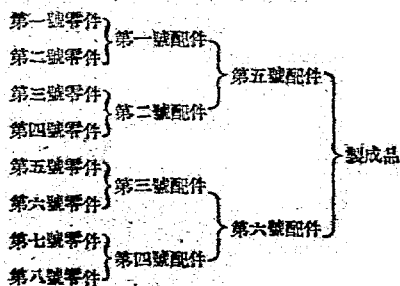 第一號零件
第二號零件
第三號零件
第四號零件
第五號零件
第六號零件
第七號零件
第八號零件
第一號配件
第二號配件
第三號配件
第四號配件
第五號配件
第六號配件
製成品